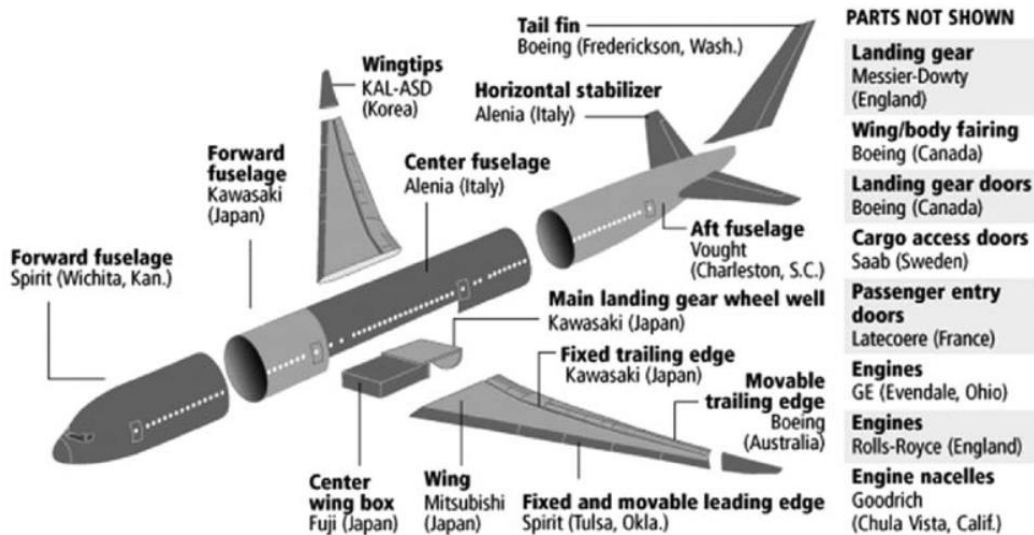 Tail fin
Boeing (Frederickson, Wash.)
Wingtips
KAL-ASD
(Korea)
Horizontal stabilizer
Alenia (Italy)
Forward
fuselage
Kawasaki
(Japan)
Center fuselage
Alenia (Italy)
Forward fuselage
Spirit (Wichita, Kan.)
Aft fuselage
Vought
(Charleston, S.C.)
Main landing gear wheel well
Kawasaki (Japan)
Fixed trailing edge
Kawasaki (Japan)
Movable
trailing edge
Boeing
(Australia)
Center
wing box
Fuji (Japan)
Wing
Mitsubishi
(Japan)
Fixed and movable leading edge
Spirit (Tulsa, Okla.)
PARTS NOT SHOWN
Landing gear
Messier-Dowty
(England)
Wing/body fairing
Boeing (Canada)
Landing gear doors
Boeing (Canada)
Cargo access doors
Saab (Sweden)
Passenger entry
doors
Latecoere (France)
Engines
GE (Evendale, Ohio)
Engines
Rolls-Royce (England)
Engine nacelles
Goodrich
(Chula Vista, Calif.)